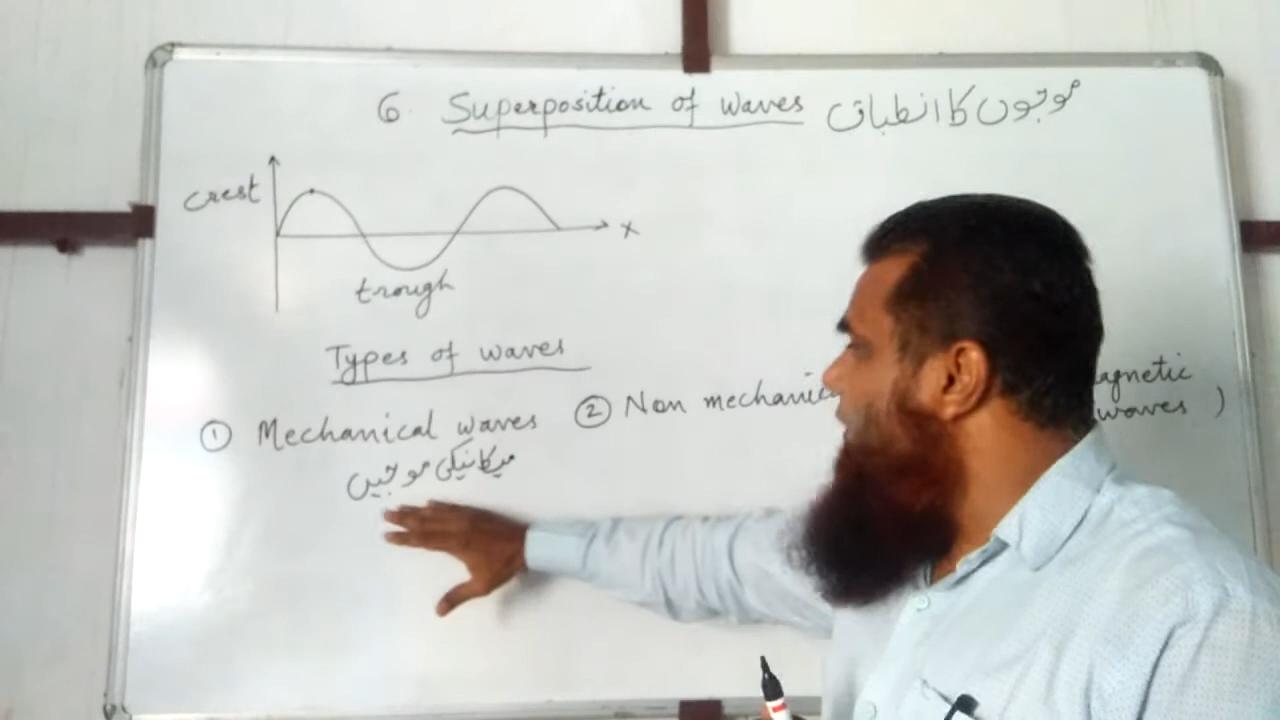 6. Superposition of waves موجوں کا انطباق
crest
x
trough
Types of waves
① Mechanical waves ② Non mechanic
waves )
میکانیکی موجیں